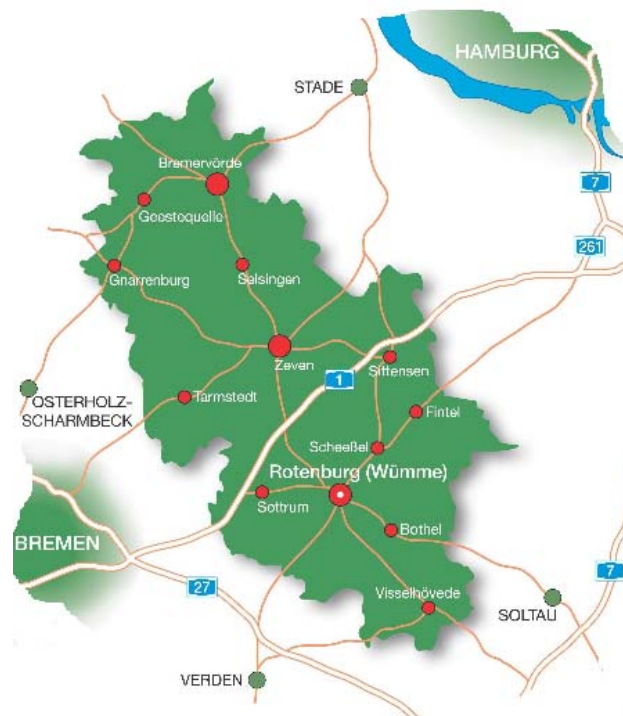 HAMBURG
STADE
Bremervörde
7
Geestequelle
261
Gnarrenburg
Selsingen
Zeven
Sittensen
1
OSTERHOLZ-
SCHARMBECK
Tarmstedt
Fintel
Scheeßel
Rotenburg (Wümme)
Sottrum
Bothel
BREMEN
7
27
Visselhövede
SOLTAU
VERDEN